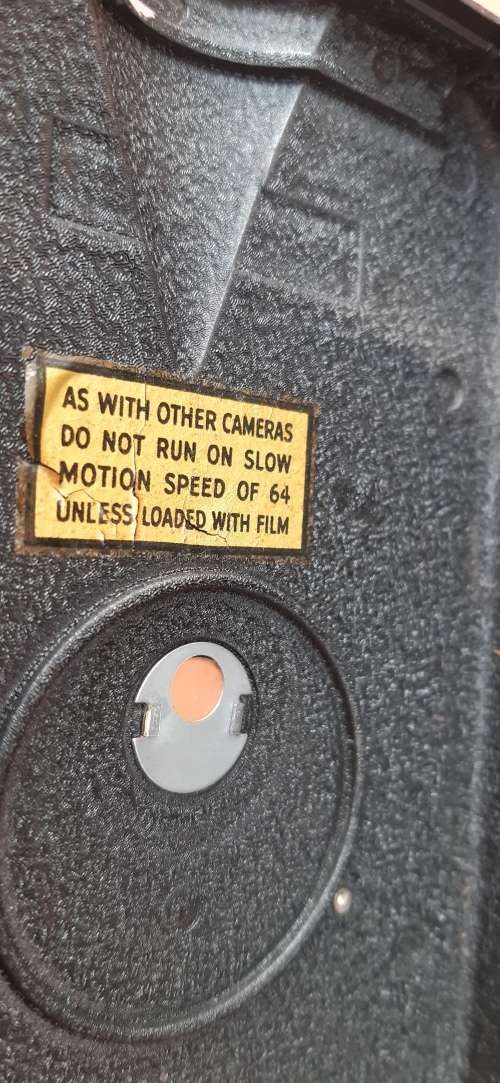 AS WITH OTHER CAMERAS
DO NOT RUN ON SLOW
MOTION SPEED OF 64
UNLESS LOADED WITH FILM